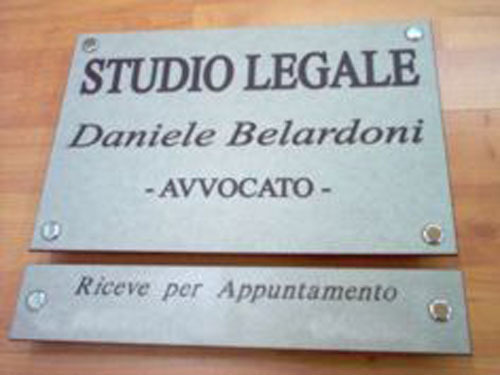 STUDIO LEGALE
Daniele Belardoni
- AVVOCATO -
Riceve per Appuntamento